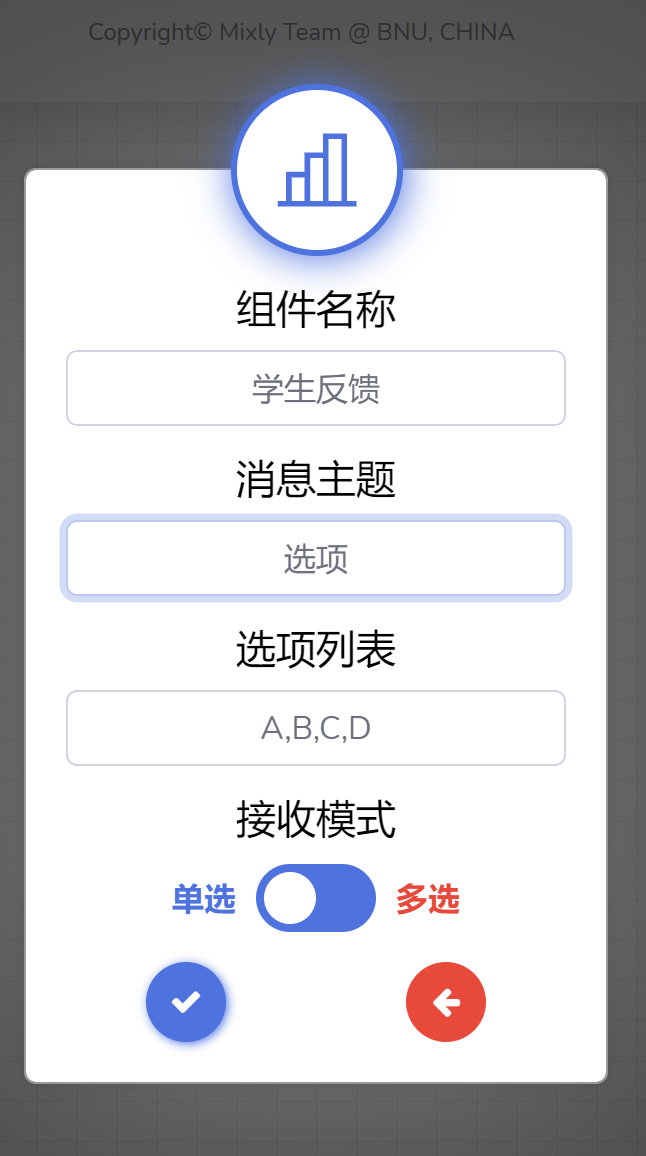 Copyright© Mixly Team @ BNU, CHINA
组件名称
学生反馈
消息主题
选项
选项列表
A,B,C,D
接收模式
单选 多选